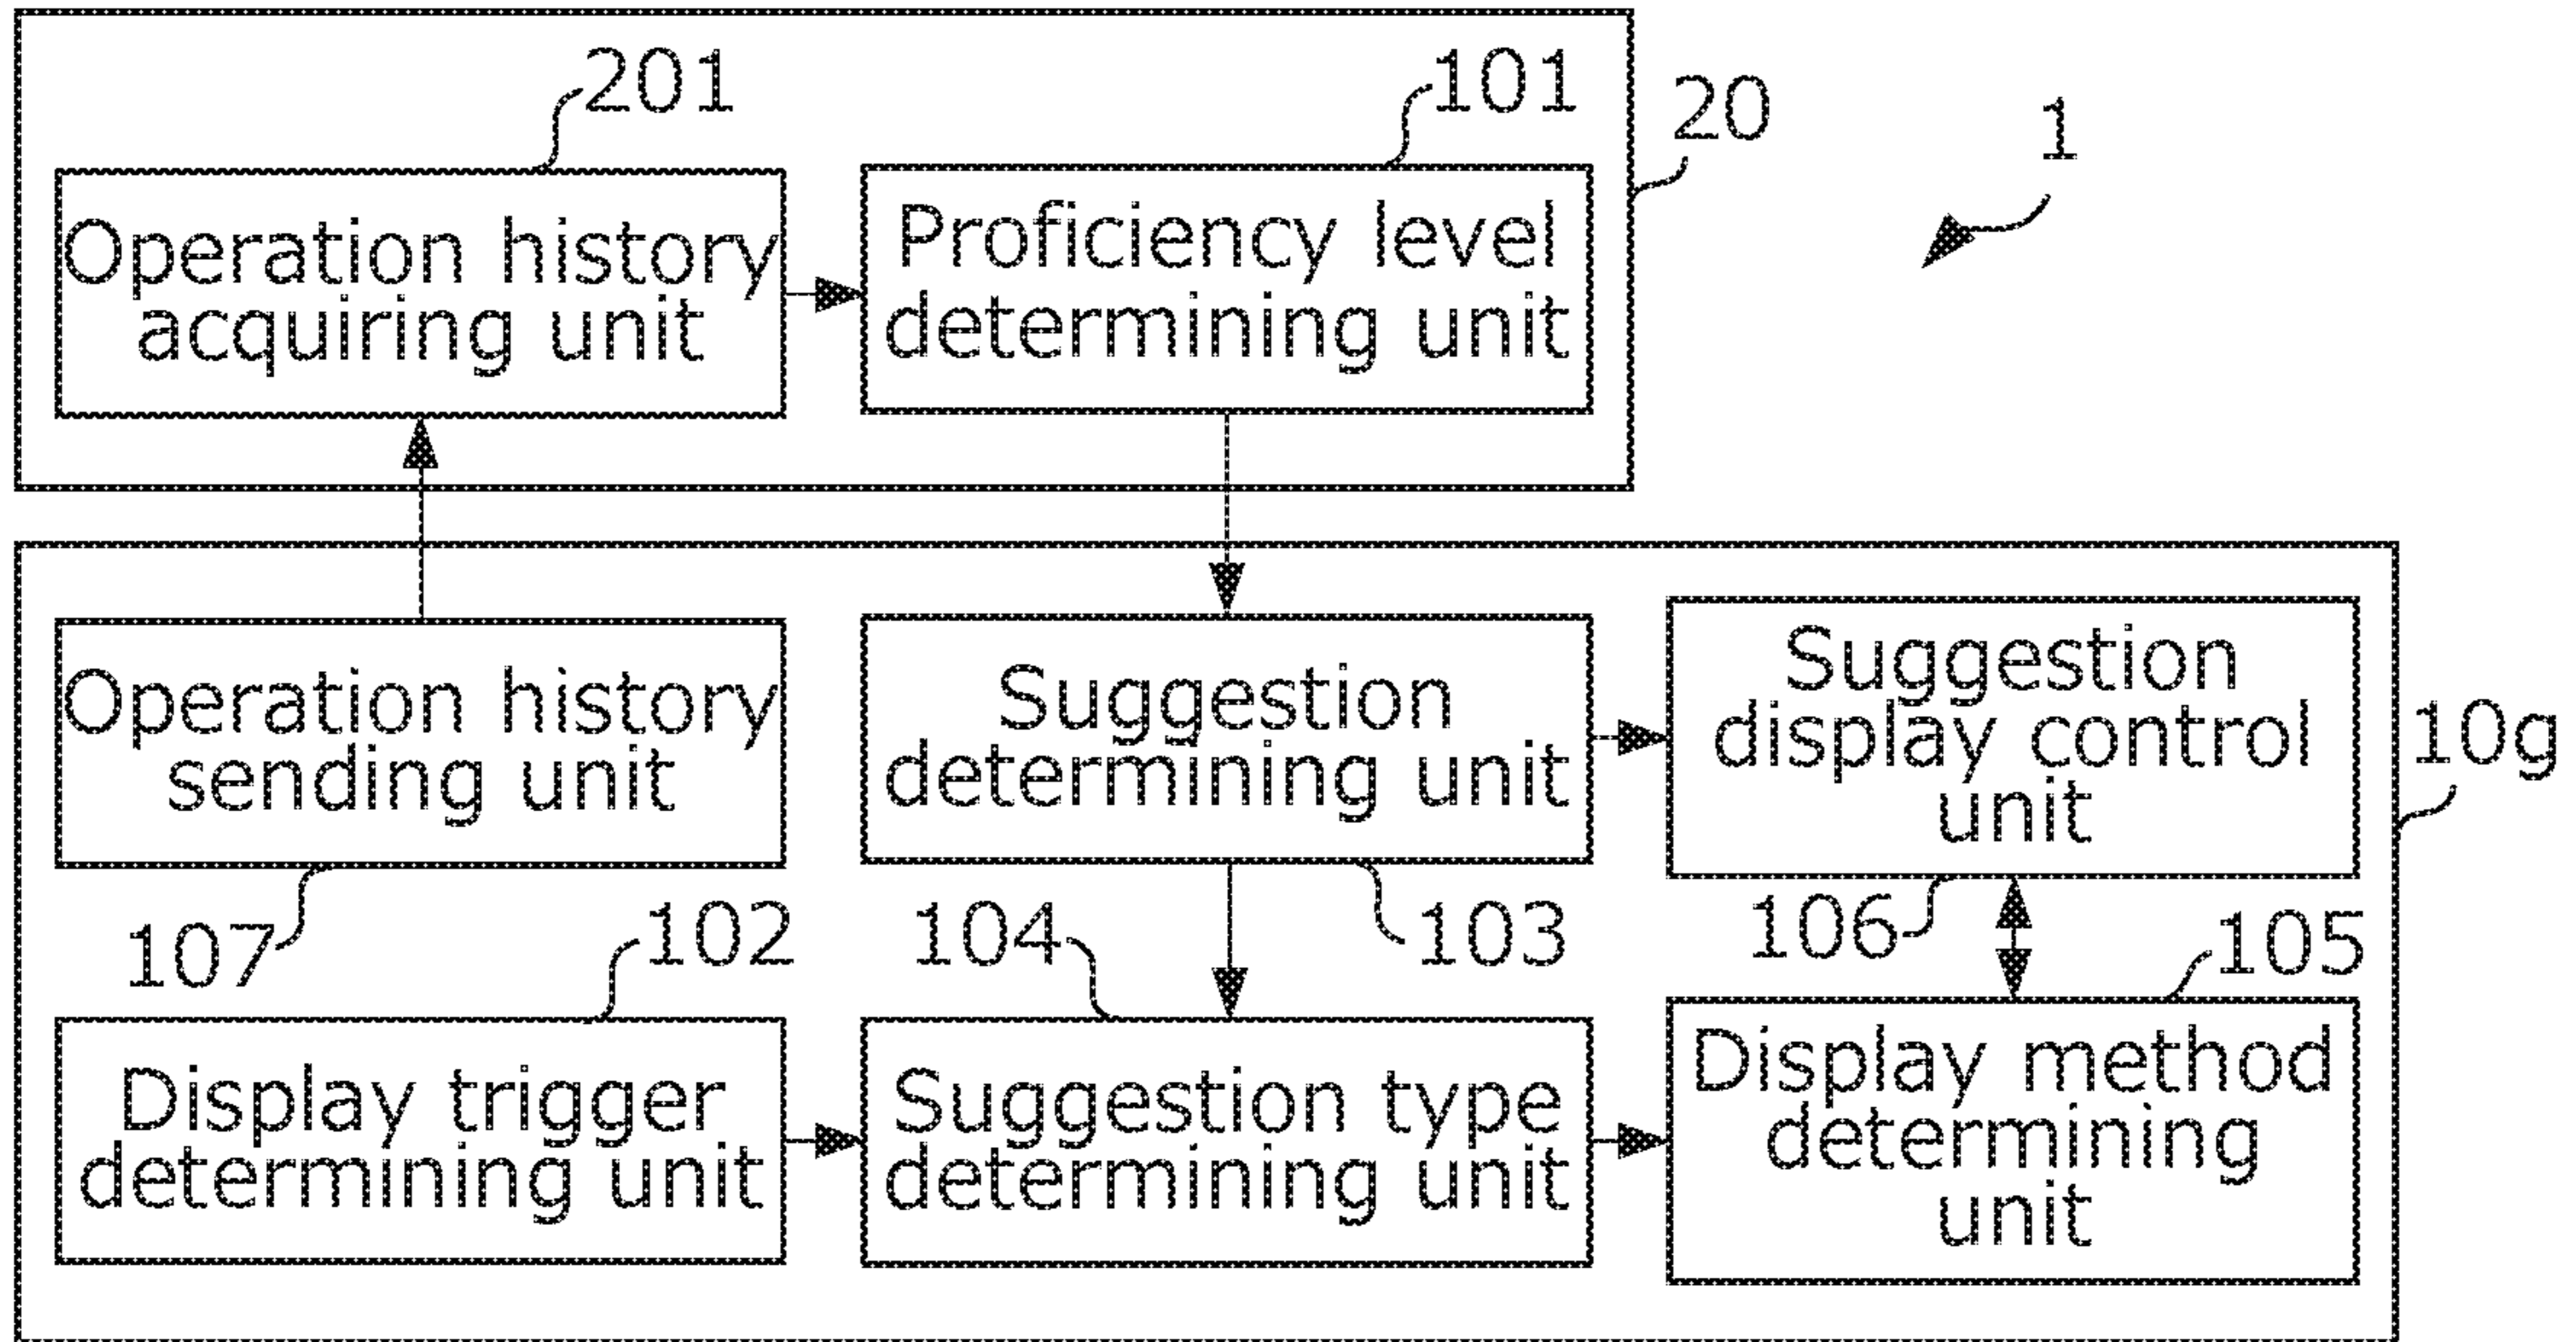 201
101
20
1
Operation history
acquiring unit
Proficiency level
determining unit
Operation history
sending unit
Suggestion
determining unit
Suggestion
display control
unit
10g
107
102
104
103
106
105
Display trigger
determining unit
Suggestion type
determining unit
Display method
determining
unit